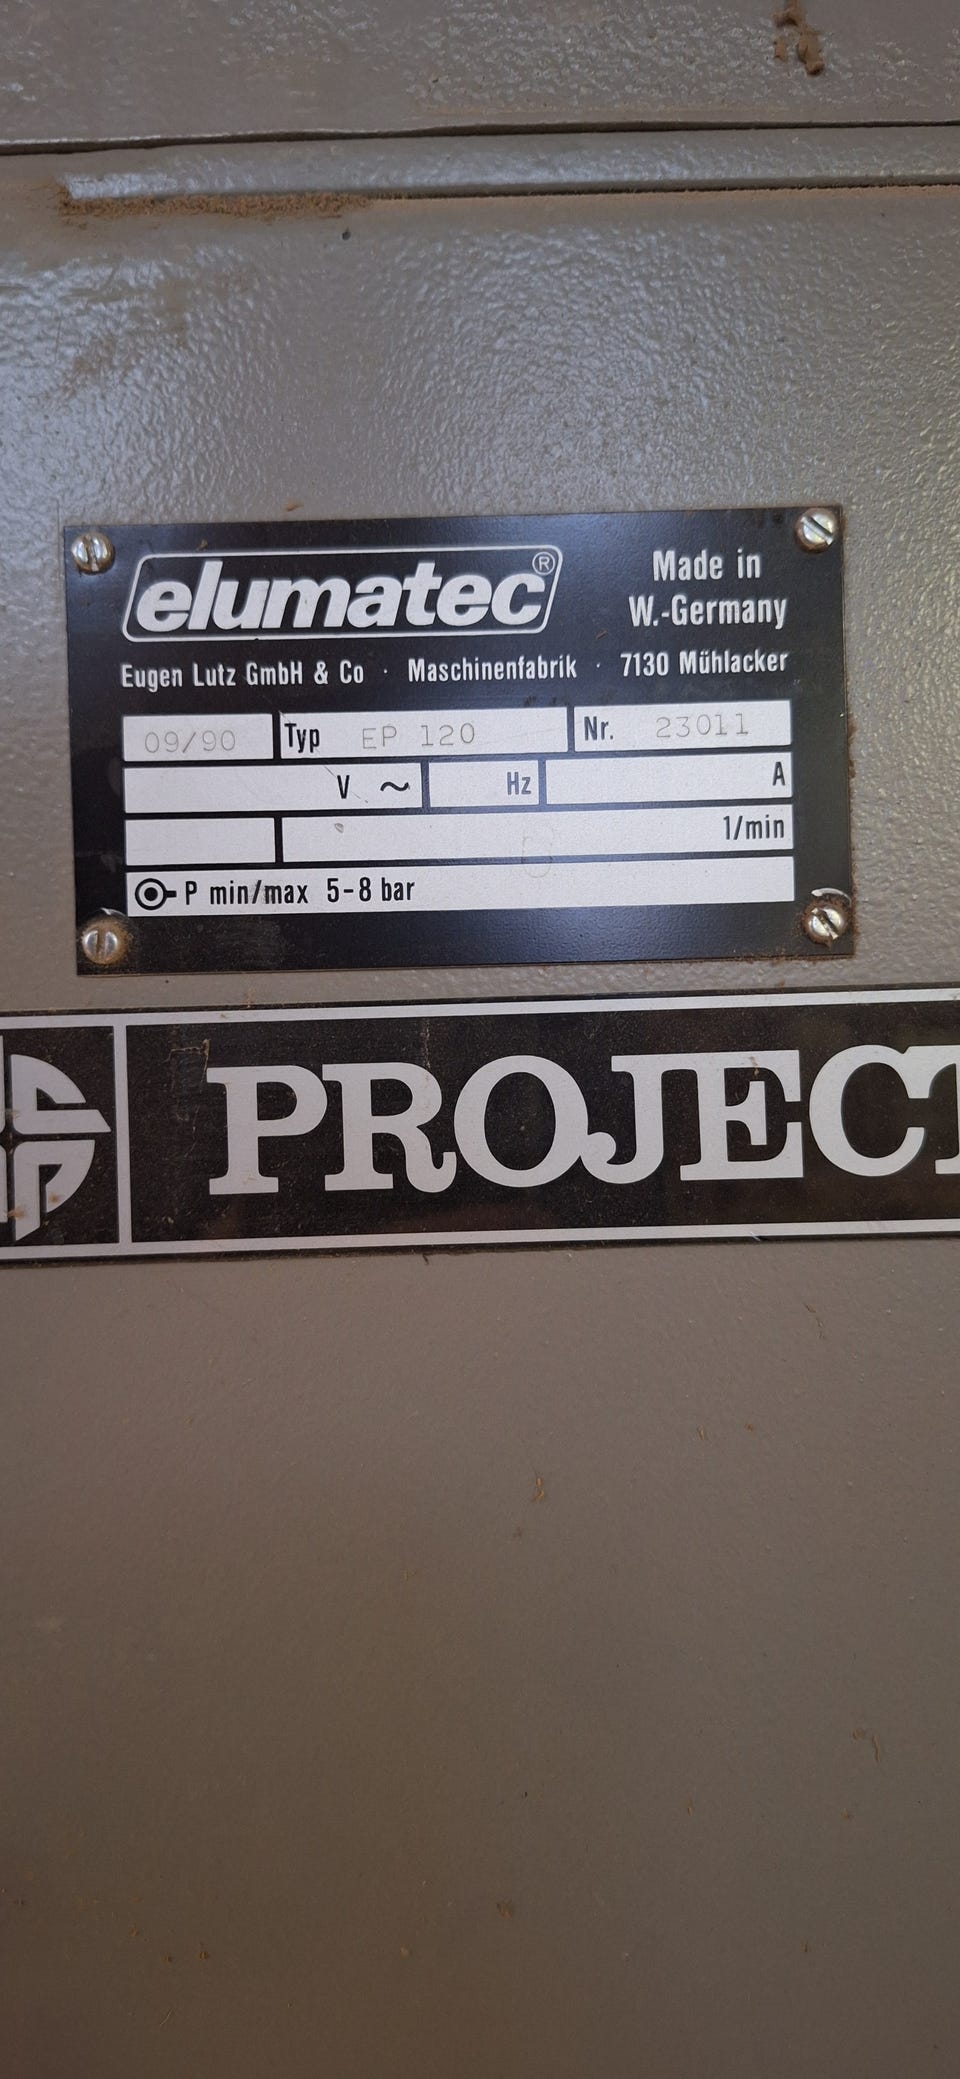 elumatec®
Made in
W.-Germany
Eugen Lutz GmbH & Co · Maschinenfabrik · 7130 Mühlacker
09/90 Typ EP 120 Nr. 23011
V ~ Hz A
1/min
P min/max 5-8 bar
PROJECT